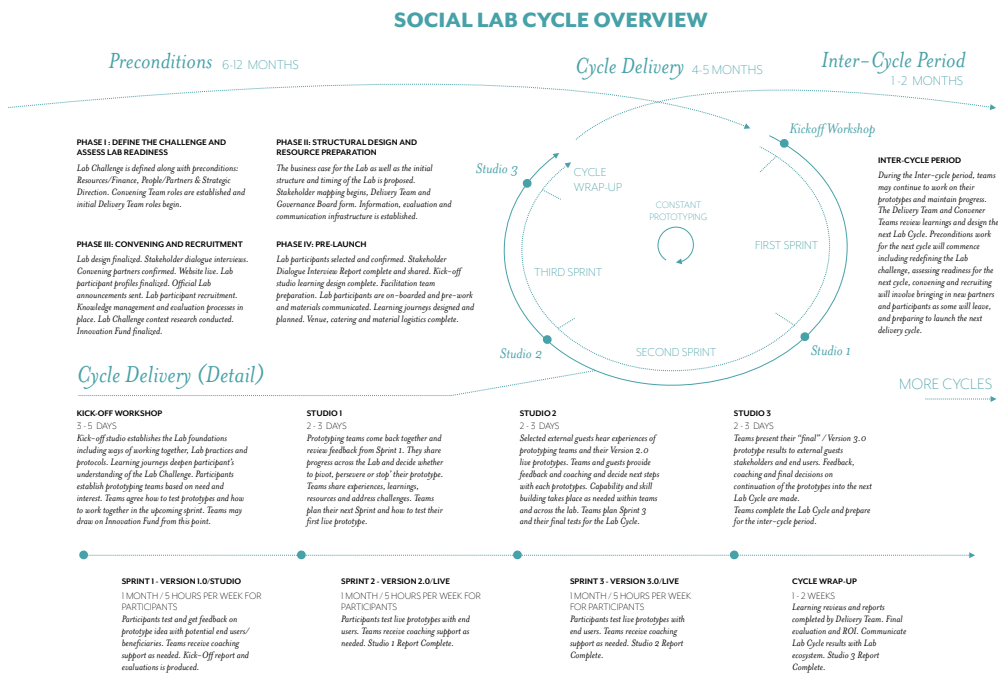 SOCIAL LAB CYCLE OVERVIEW
Preconditions 6-12 MONTHS
Cycle Delivery 4-5 MONTHS
Inter-Cycle Period
1-2 MONTHS
PHASE I : DEFINE THE CHALLENGE AND
ASSESS LAB READINESS
Lab Challenge is defined along with preconditions:
Resources/Finance, People/Partners & Strategic
Direction. Convening Team roles are established and
initial Delivery Team roles begin.
PHASE II: STRUCTURAL DESIGN AND
RESOURCE PREPARATION
The business case for the Lab as well as the initial
structure and timing of the Lab is proposed.
Stakeholder mapping begins, Delivery Team and
Governance Board form. Information, evaluation and
communication infrastructure is established.
PHASE III: CONVENING AND RECRUITMENT
Lab design finalized. Stakeholder dialogue interviews.
Convening partners confirmed. Website live. Lab
participant profiles finalized. Official Lab
announcements sent. Lab participant recruitment.
Knowledge management and evaluation processes in
place. Lab Challenge context research conducted.
Innovation Fund finalized.
PHASE IV: PRE-LAUNCH
Lab participants selected and confirmed. Stakeholder
Dialogue Interview Report complete and shared. Kick-off
studio learning design complete. Facilitation team
preparation. Lab participants are on-boarded and pre-work
and materials communicated. Learning journeys designed and
planned. Venue, catering and material logistics complete.
Kickoff Workshop
Studio 3
CYCLE
WRAP-UP
CONSTANT
PROTOTYPING
FIRST SPRINT
THIRD SPRINT
SECOND SPRINT
Studio 2
Studio 1
INTER-CYCLE PERIOD
During the Inter-cycle period, teams
may continue to work on their
prototypes and maintain progress.
The Delivery Team and Convener
Teams review learnings and design the
next Lab Cycle. Preconditions work
for the next cycle will commence
including redefining the Lab
challenge, assessing readiness for the
next cycle, convening and recruiting
will involve bringing in new partners
and participants as some will leave,
and preparing to launch the next
delivery cycle.
MORE CYCLES
Cycle Delivery (Detail)
KICK-OFF WORKSHOP
3-5 DAYS
Kick-off studio establishes the Lab foundations
including ways of working together, Lab practices and
protocols. Learning journeys deepen participant's
understanding of the Lab Challenge. Participants
establish prototyping teams based on need and
interest. Teams agree how to test prototypes and how
to work together in the upcoming sprint. Teams may
draw on Innovation Fund from this point.
STUDIO 1
2-3 DAYS
Prototyping teams come back together and
review feedback from Sprint 1. They share
progress across the Lab and decide whether
to pivot, persevere or stop' their prototype.
Teams share experiences, learnings,
resources and address challenges. Teams
plan their next Sprint and how to test their
first live prototype.
STUDIO 2
2-3 DAYS
Selected external guests hear experiences of
prototyping teams and their Version 2.0
live prototypes. Teams and guests provide
feedback and coaching and decide next steps
with each prototypes. Capability and skill
building takes place as needed within teams
and across the lab. Teams plan Sprint 3
and their final tests for the Lab Cycle.
STUDIO 3
2-3 DAYS
Teams present their "final" / Version 3.0
prototype results to external guests
stakeholders and end users. Feedback,
coaching and final decisions on
continuation of the prototypes into the next
Lab Cycle are made.
Teams complete the Lab Cycle and prepare
for the inter-cycle period.
SPRINT 1 - VERSION 1.0/STUDIO
1 MONTH / 5 HOURS PER WEEK FOR
PARTICIPANTS
Participants test and get feedback on
prototype idea with potential end users/
beneficiaries. Teams receive coaching
support as needed. Kick-Off report and
evaluations is produced.
SPRINT 2 - VERSION 2.0/LIVE
1 MONTH / 5 HOURS PER WEEK FOR
PARTICIPANTS
Participants test live prototypes with end
users. Teams receive coaching support as
needed. Studio 1 Report Complete.
SPRINT 3 - VERSION 3.0/LIVE
1 MONTH / 5 HOURS PER WEEK
FOR PARTICIPANTS
Participants test live prototypes with
end users. Teams receive coaching
support as needed. Studio 2 Report
Complete.
CYCLE WRAP-UP
1-2 WEEKS
Learning reviews and reports
completed by Delivery Team. Final
evaluation and ROI. Communicate
Lab Cycle results with Lab
ecosystem. Studio 3 Report
Complete.